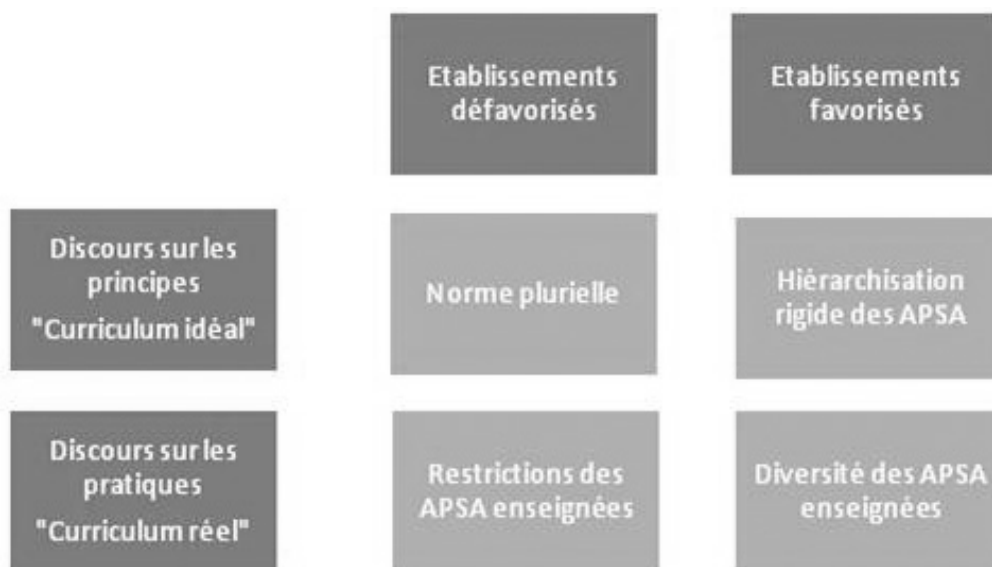 Etablissements
défavorisés
Etablissements
favorisés
Discours sur les
principes
"Curriculum idéal"
Norme plurielle
Hiérarchisation
rigide des APSA
Discours sur les
pratiques
"Curriculum réel"
Restrictions des
APSA enseignées
Diversité des APSA
enseignées